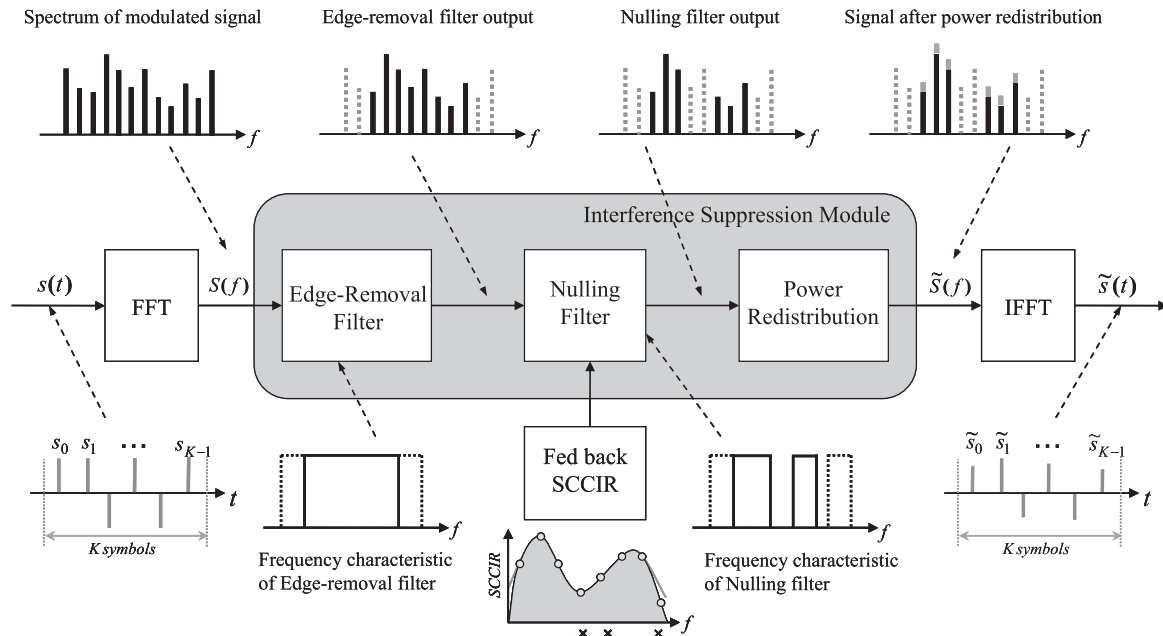 Spectrum of modulated signal
Edge-removal filter output
Nulling filter output
Signal after power redistribution
f
f
f
f
Interference Suppression Module
s(t)
FFT
S(f)
Edge-Removal
Filter
Nulling
Filter
Power
Redistribution
S̃(f)
IFFT
s̃(t)
s₀ s₁ ... s_{K−1}
t
K symbols
f
Frequency characteristic
of Edge-removal filter
Fed back
SCCIR
SCCIR
f
f
Frequency characteristic
of Nulling filter
s̃₀ s̃₁ ... s̃_{K−1}
t
K symbols